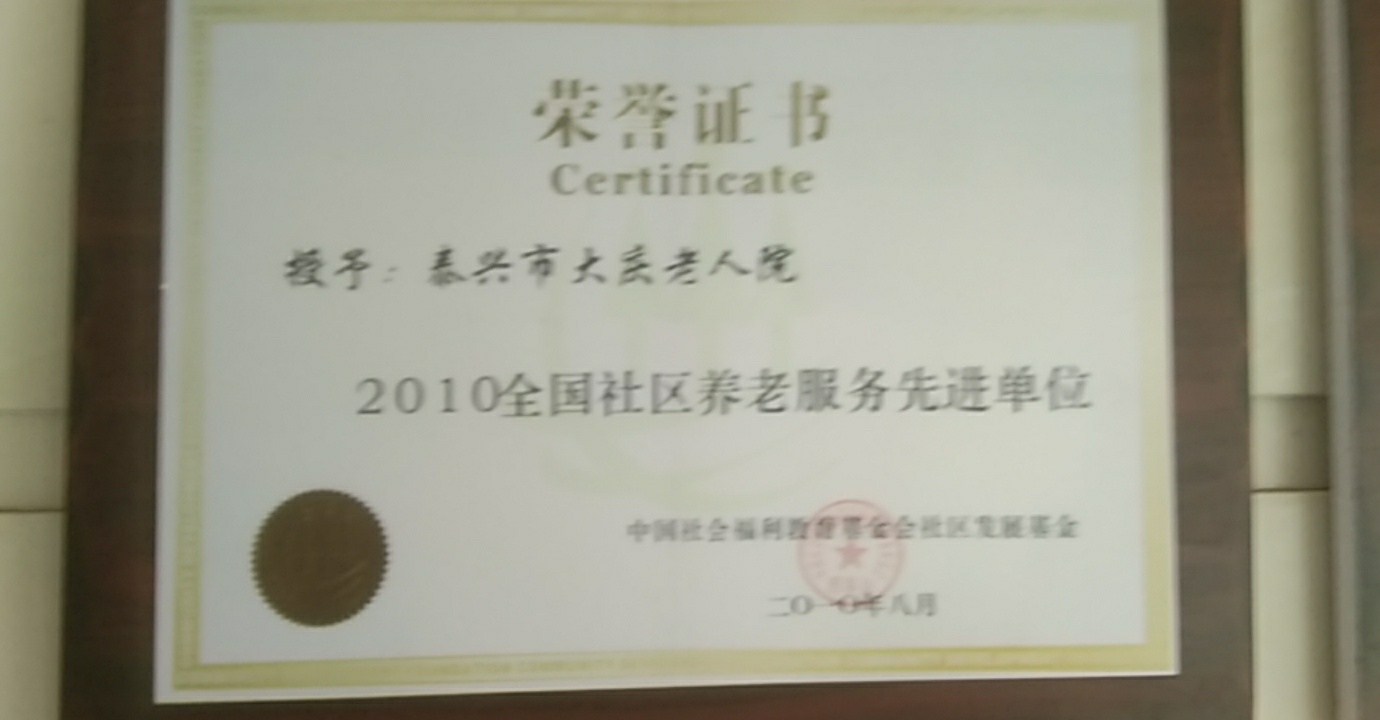 荣誉证书
Certificate
授予：泰兴市大庆老人院
2010全国社区养老服务先进单位
中国社会福利教育基金会社区发展基金
二〇一〇年八月